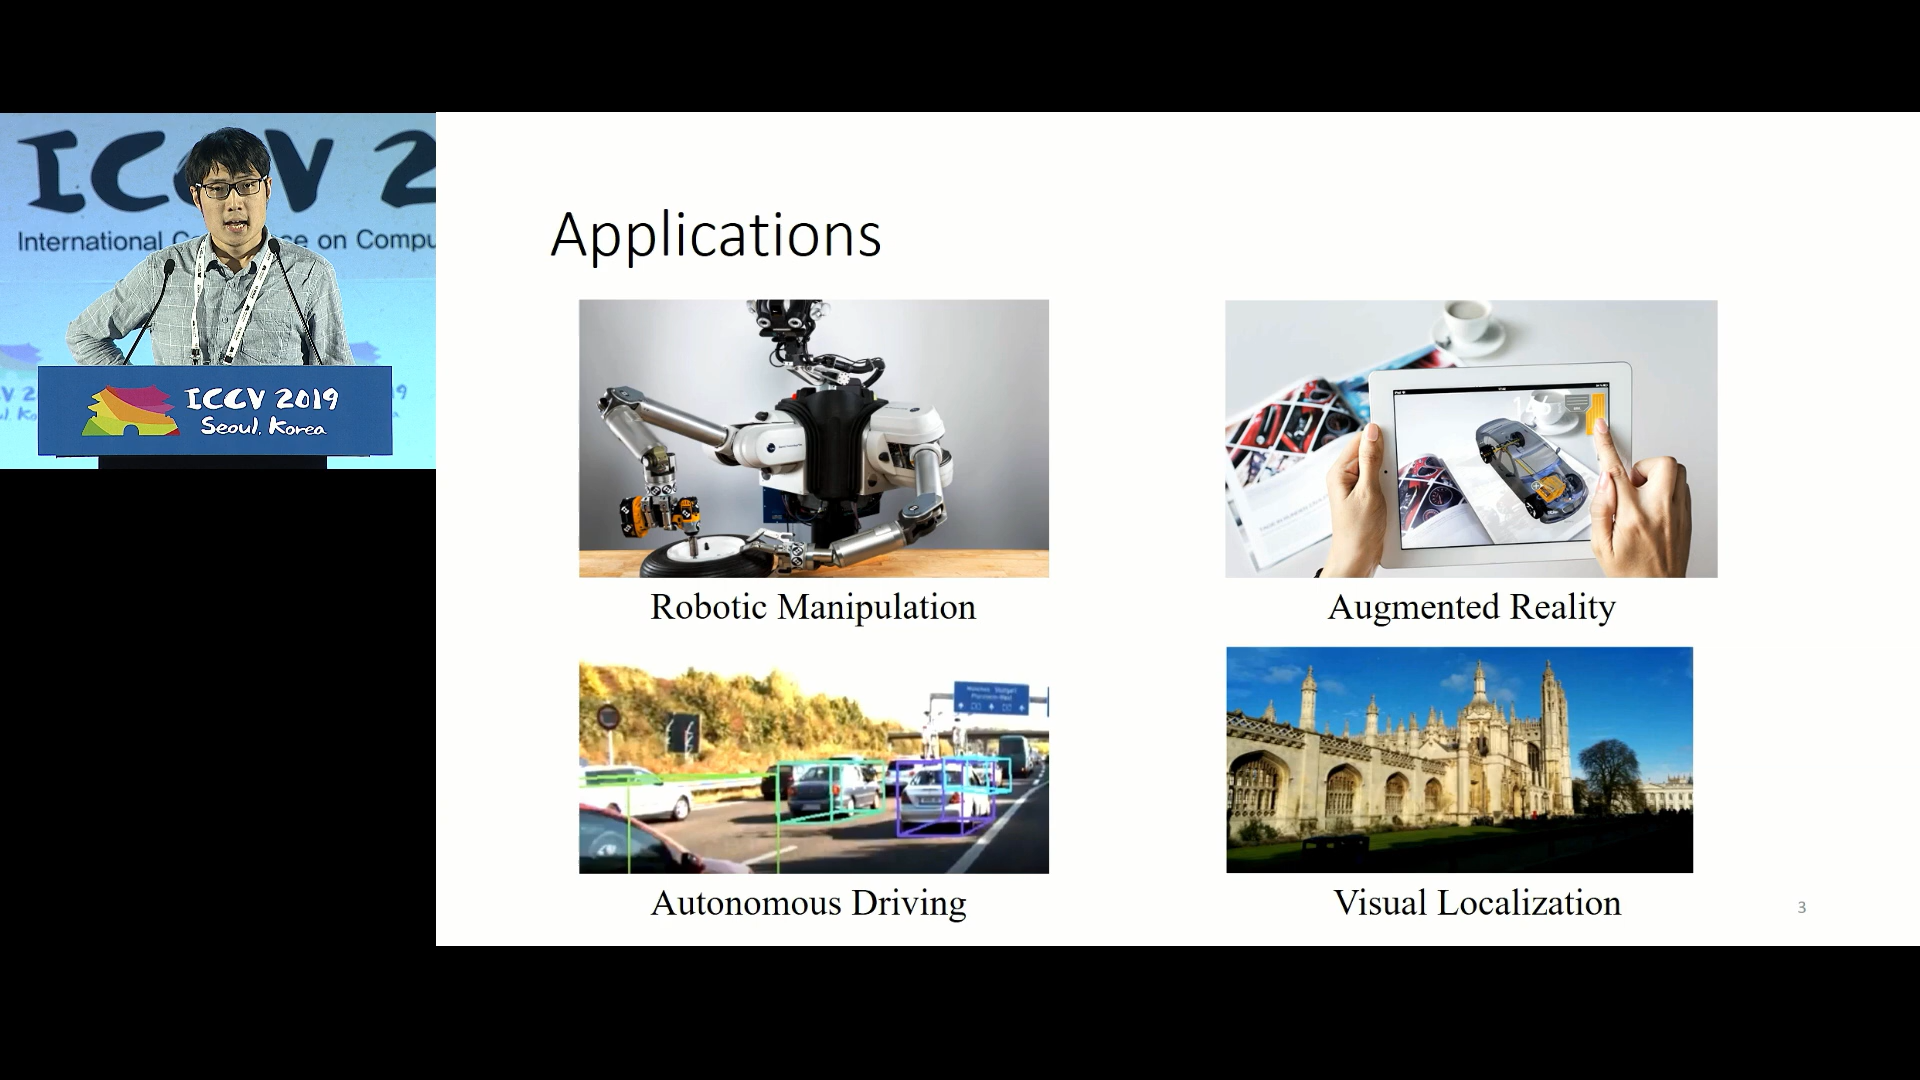 ICCV 2
International C ce on Compu
ICCV 2019
Seoul, Korea
Applications
Robotic Manipulation
Augmented Reality
Autonomous Driving
Visual Localization
3